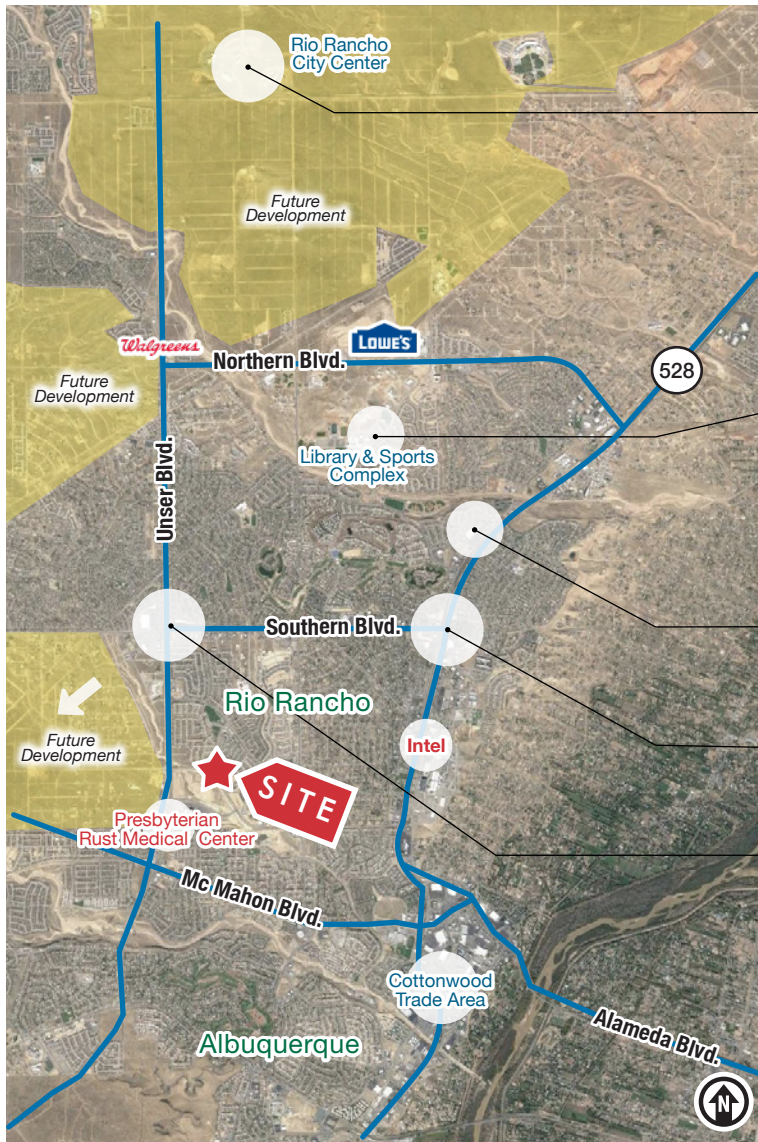 Rio Rancho
City Center
Future
Development
Walgreens
LOWE'S
Northern Blvd.
528
Future
Development
Unser Blvd.
Library & Sports
Complex
Southern Blvd.
Rio Rancho
Future
Development
Intel
SITE
Presbyterian
Rust Medical Center
Mc Mahon Blvd.
Cottonwood
Trade Area
Albuquerque
Alameda Blvd.
N